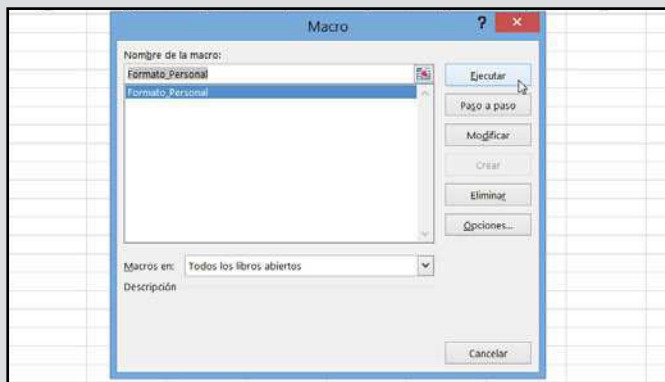 Macro
?
Nombre de la macro:
Formato_Personal
Formato_Personal
Ejecutar
Paso a paso
Modificar
Crear
Eliminar
Opciones...
Macros en: Todos los libros abiertos
Descripción
Cancelar